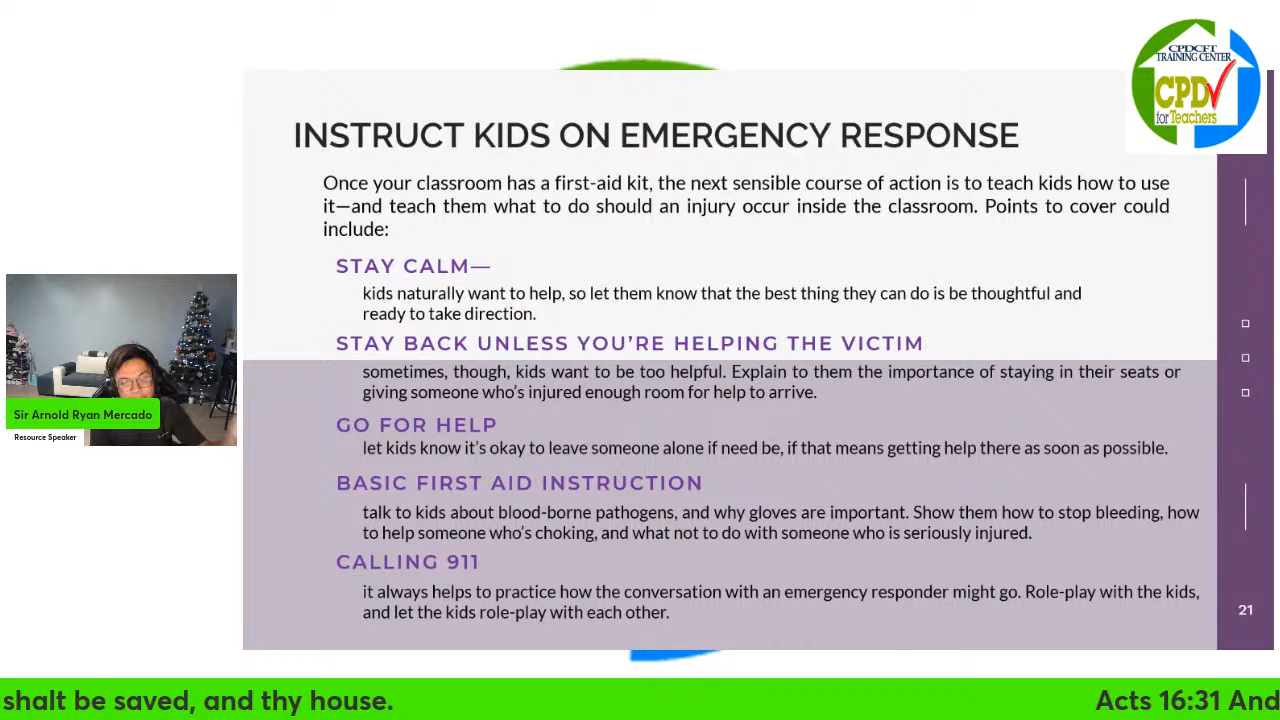 CPDCFT
TRAINING CENTER
CPD
for Teachers
INSTRUCT KIDS ON EMERGENCY RESPONSE
Once your classroom has a first-aid kit, the next sensible course of action is to teach kids how to use
it—and teach them what to do should an injury occur inside the classroom. Points to cover could
include:
STAY CALM—
kids naturally want to help, so let them know that the best thing they can do is be thoughtful and
ready to take direction.
STAY BACK UNLESS YOU’RE HELPING THE VICTIM
sometimes, though, kids want to be too helpful. Explain to them the importance of staying in their seats or
giving someone who’s injured enough room for help to arrive.
GO FOR HELP
let kids know it’s okay to leave someone alone if need be, if that means getting help there as soon as possible.
BASIC FIRST AID INSTRUCTION
talk to kids about blood-borne pathogens, and why gloves are important. Show them how to stop bleeding, how
to help someone who’s choking, and what not to do with someone who is seriously injured.
CALLING 911
it always helps to practice how the conversation with an emergency responder might go. Role-play with the kids,
and let the kids role-play with each other.
21
Sir Arnold Ryan Mercado
Resource Speaker
shalt be saved, and thy house. Acts 16:31 And